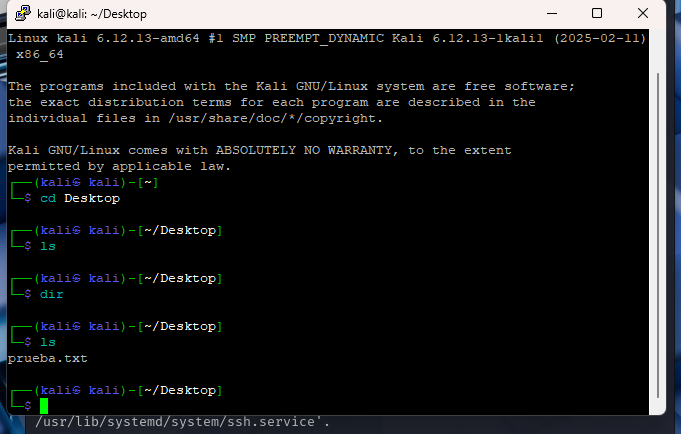 kali@kali: ~/Desktop
Linux kali 6.12.13-amd64 #1 SMP PREEMPT_DYNAMIC Kali 6.12.13-1kali1 (2025-02-11)
x86_64
The programs included with the Kali GNU/Linux system are free software;
the exact distribution terms for each program are described in the
individual files in /usr/share/doc/*/copyright.
Kali GNU/Linux comes with ABSOLUTELY NO WARRANTY, to the extent
permitted by applicable law.
┌──(kali㉿ kali)-[~]
└─$ cd Desktop
┌──(kali㉿ kali)-[~/Desktop]
└─$ ls
┌──(kali㉿ kali)-[~/Desktop]
└─$ dir
┌──(kali㉿ kali)-[~/Desktop]
└─$ ls
prueba.txt
┌──(kali㉿ kali)-[~/Desktop]
└─$
/usr/lib/systemd/system/ssh.service'.